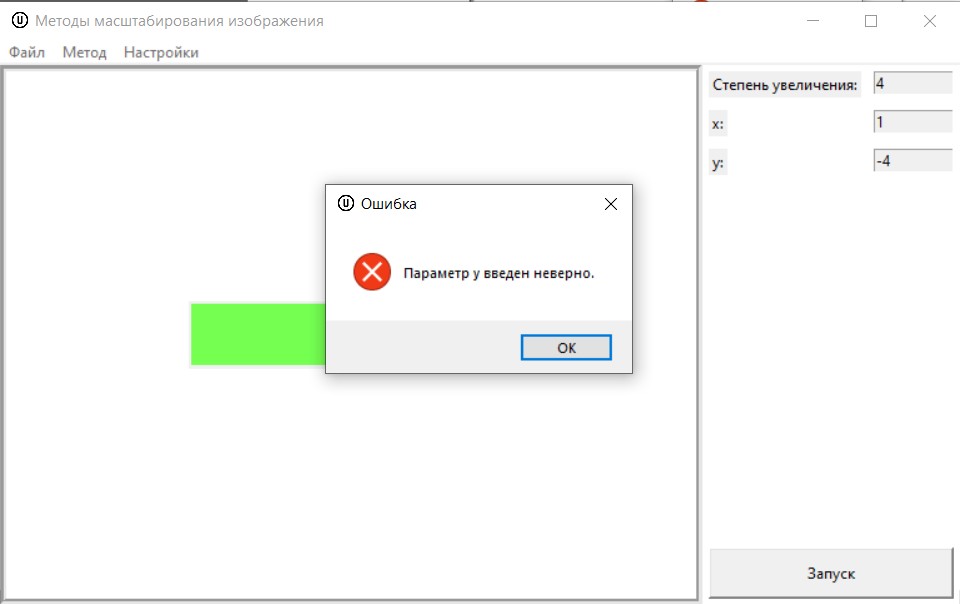 Методы масштабирования изображения
Файл Метод Настройки
Степень увеличения: 4
x: 1
y: -4
Ошибка
Параметр y введен неверно.
OK
Запуск